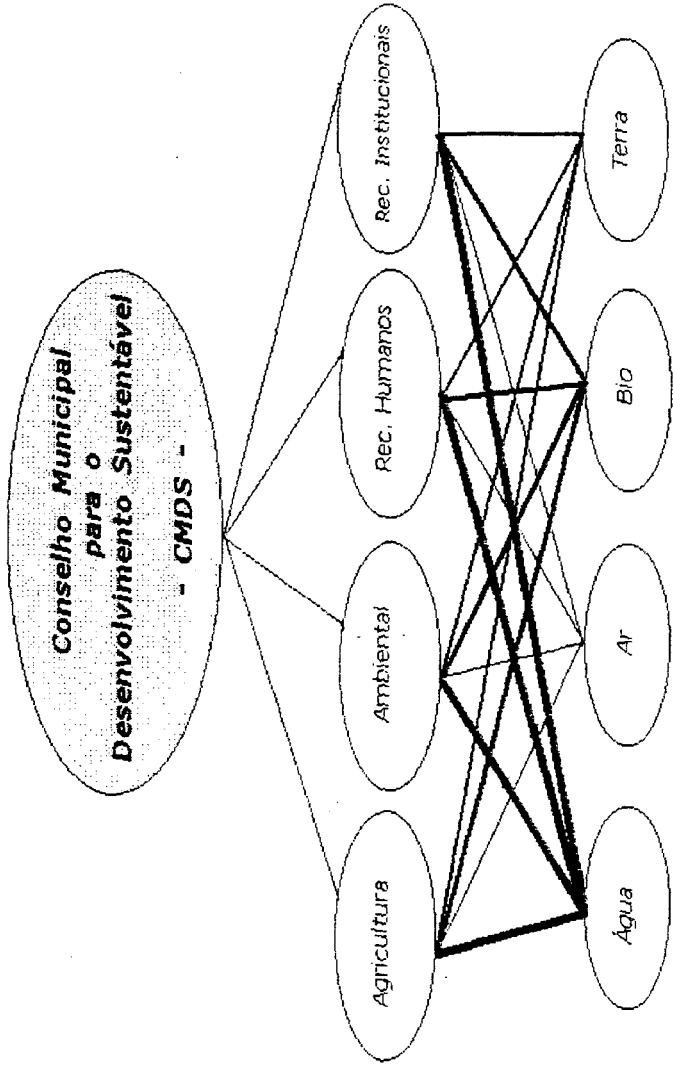 Conselho Municipal
para o
Desenvolvimento Sustentável
- CMDS -
Agricultura
Ambiental
Rec. Humanos
Rec. Institucionais
Água
Ar
Bio
Terra